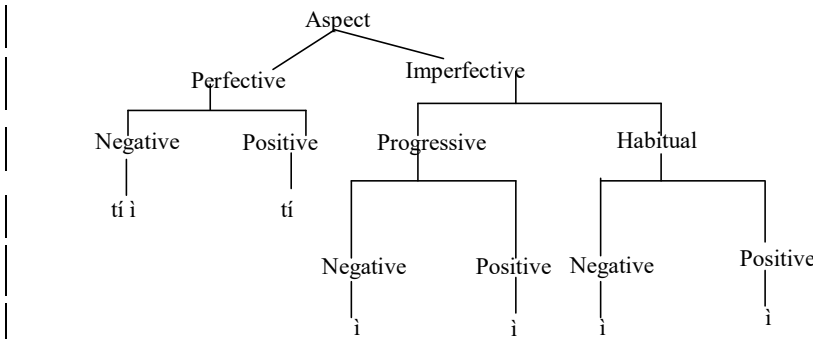 Aspect
Perfective Imperfective
Negative Positive Progressive Habitual
tí ì tí
Negative Positive Negative Positive
ì ì ì ì